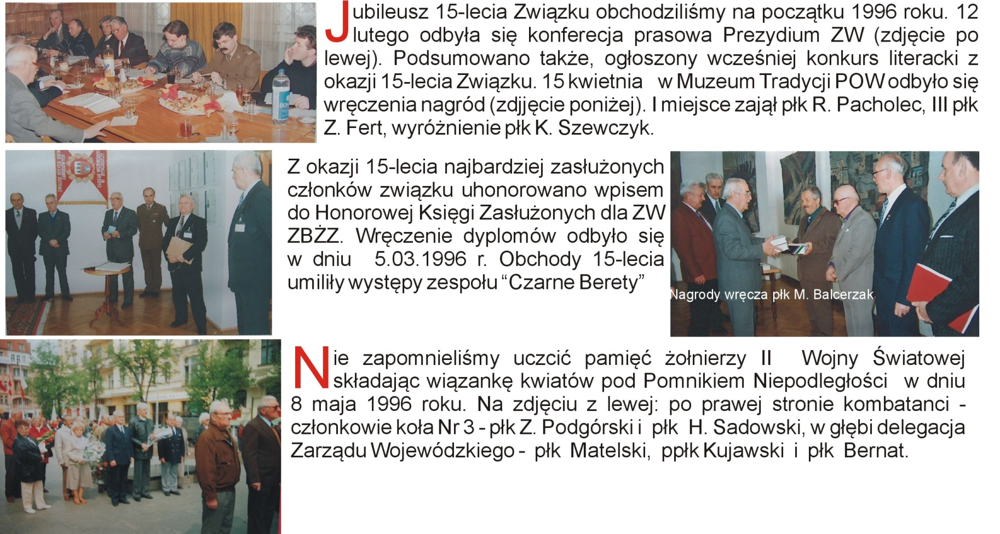 Jubileusz 15-lecia Związku obchodziliśmy na początku 1996 roku. 12
lutego odbyła się konferecja prasowa Prezydium ZW (zdjęcie po
lewej). Podsumowano także, ogłoszony wcześniej konkurs literacki z
okazji 15-lecia Związku. 15 kwietnia w Muzeum Tradycji POW odbyło się
wręczenia nagród (zdjjęcie poniżej). I miejsce zajął płk R. Pacholec, III płk
Z. Fert, wyróżnienie płk K. Szewczyk.
Z okazji 15-lecia najbardziej zasłużonych
członków związku uhonorowano wpisem
do Honorowej Księgi Zasłużonych dla ZW
ZBŻZ. Wręczenie dyplomów odbyło się
w dniu 5.03.1996 r. Obchody 15-lecia
umiliły występy zespołu “Czarne Berety”
Nagrody wręcza płk M. Balcerzak
Nie zapomnieliśmy uczcić pamięć żołnierzy II Wojny Światowej
składając wiązankę kwiatów pod Pomnikiem Niepodległości w dniu
8 maja 1996 roku. Na zdjęciu z lewej: po prawej stronie kombatanci -
członkowie koła Nr 3 - płk Z. Podgórski i płk H. Sadowski, w głębi delegacja
Zarządu Wojewódzkiego - płk Matelski, ppłk Kujawski i płk Bernat.